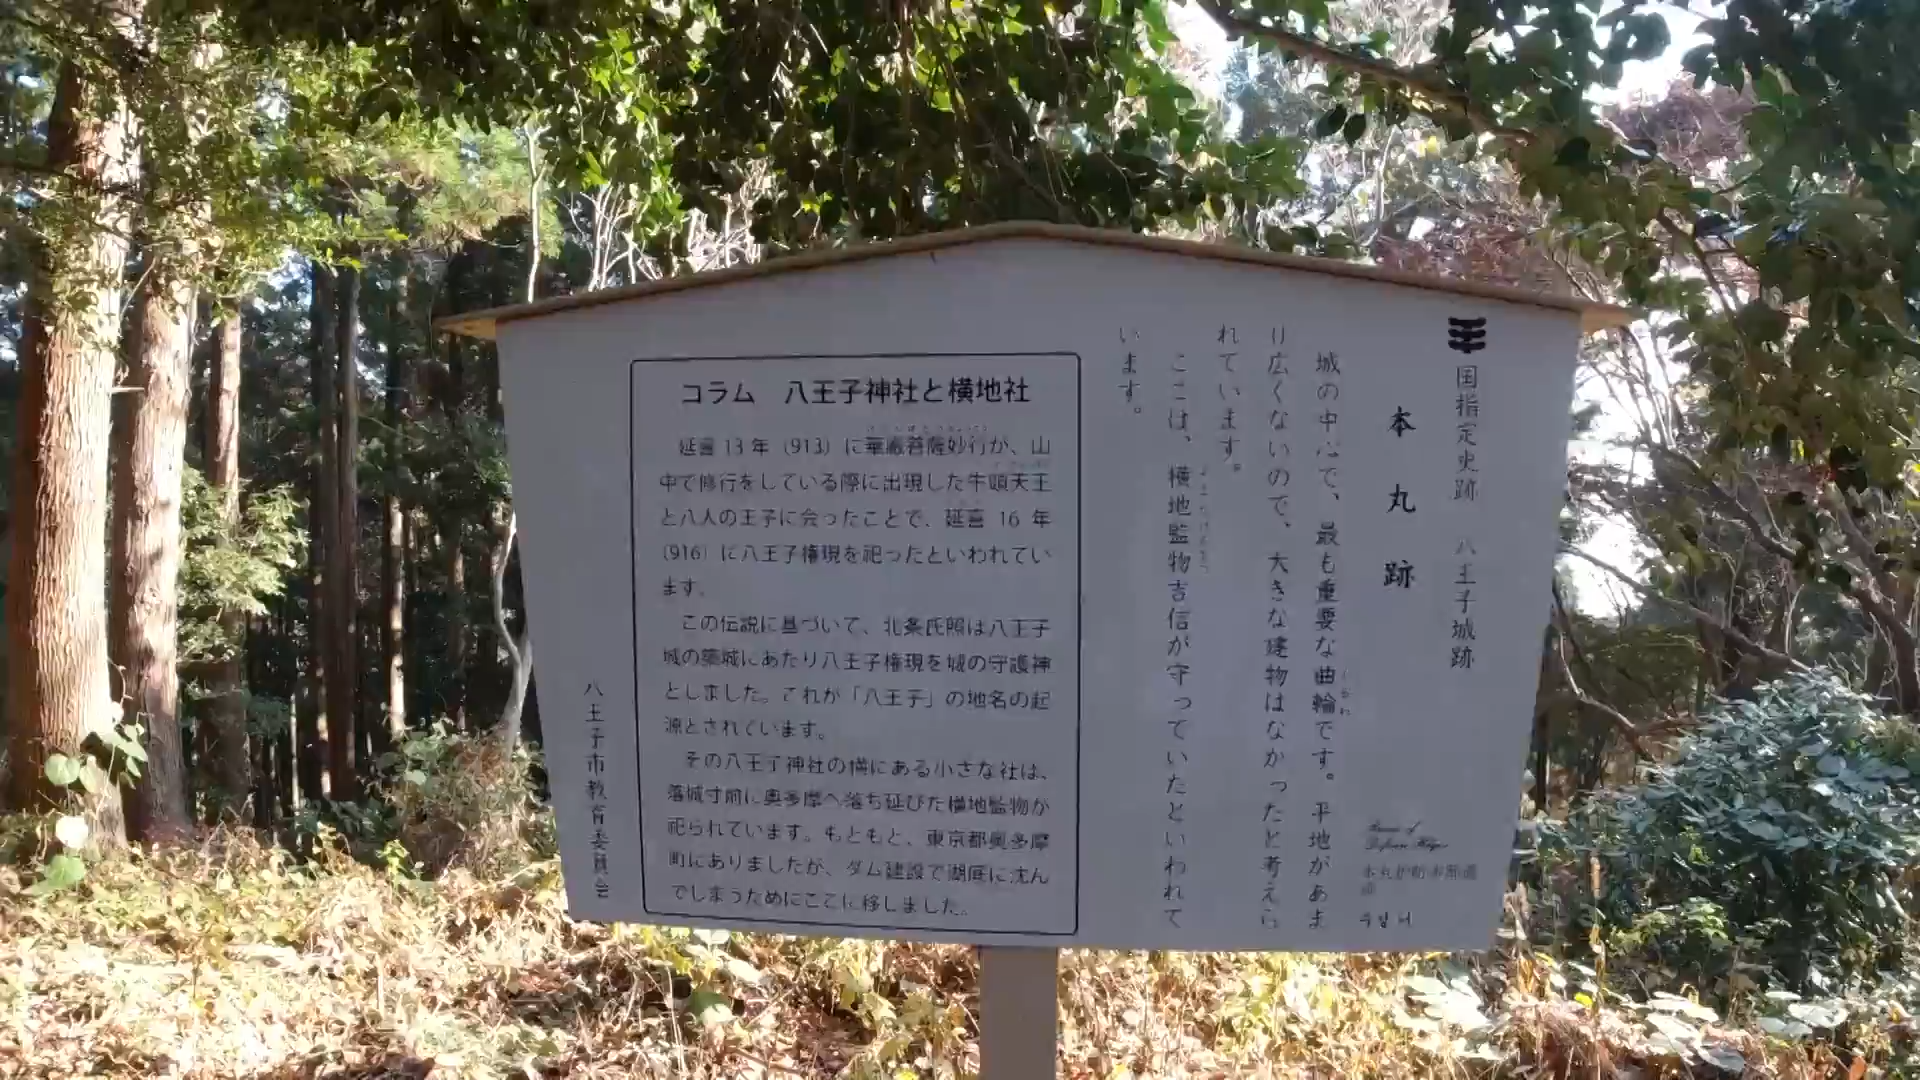 国指定史跡 八王子城跡
本丸跡
城の中心で、最も重要な曲輪です。平地があま
り広くないので、大きな建物はなかったと考えら
れています。
ここは、横地監物吉信が守っていたといわれて
います。
コラム 八王子神社と横地社
延喜 13 年（913）に華厳菩薩妙行が、山
中で修行をしている際に出現した牛頭天王
と八人の王子に会ったことで、延喜 16 年
（916）に八王子権現を祀ったといわれてい
ます。
この伝説に基づいて、北条氏照は八王子
城の築城にあたり八王子権現を城の守護神
としました。これが「八王子」の地名の起
源とされています。
その八王子神社の横にある小さな社は、
落城寸前に奥多摩へ落ち延びた横地監物が
祀られています。もともと、東京都奥多摩
町にありましたが、ダム建設で湖底に沈ん
でしまうためにここに移しました。
八王子市教育委員会